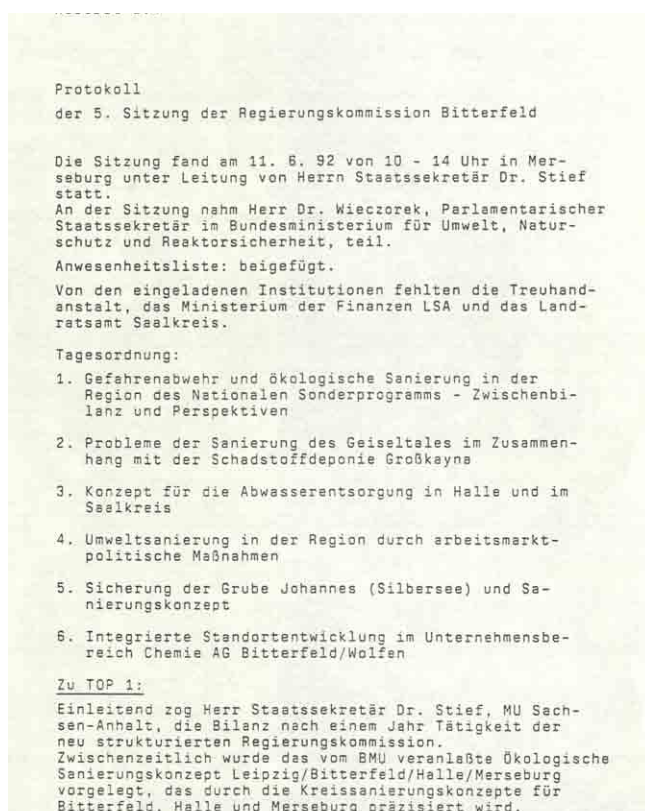 Protokoll
der 5. Sitzung der Regierungskommission Bitterfeld
Die Sitzung fand am 11. 6. 92 von 10 - 14 Uhr in Mer-
seburg unter Leitung von Herrn Staatssekretär Dr. Stief
statt.
An der Sitzung nahm Herr Dr. Wieczorek, Parlamentarischer
Staatssekretär im Bundesministerium für Umwelt, Natur-
schutz und Reaktorsicherheit, teil.
Anwesenheitsliste: beigefügt.
Von den eingeladenen Institutionen fehlten die Treuhand-
anstalt, das Ministerium der Finanzen LSA und das Land-
ratsamt Saalkreis.
Tagesordnung:
1. Gefahrenabwehr und ökologische Sanierung in der
Region des Nationalen Sonderprogramms - Zwischenbi-
lanz und Perspektiven
2. Probleme der Sanierung des Geiseltales im Zusammen-
hang mit der Schadstoffdeponie Großkayna
3. Konzept für die Abwasserentsorgung in Halle und im
Saalkreis
4. Umweltsanierung in der Region durch arbeitsmarkt-
politische Maßnahmen
5. Sicherung der Grube Johannes (Silbersee) und Sa-
nierungskonzept
6. Integrierte Standortentwicklung im Unternehmensbe-
reich Chemie AG Bitterfeld/Wolfen
Zu TOP 1:
Einleitend zog Herr Staatssekretär Dr. Stief, MU Sach-
sen-Anhalt, die Bilanz nach einem Jahr Tätigkeit der
neu strukturierten Regierungskommission.
Zwischenzeitlich wurde das vom BMU veranlaßte Ökologische
Sanierungskonzept Leipzig/Bitterfeld/Halle/Merseburg
vorgelegt, das durch die Kreissanierungskonzepte für
Bitterfeld, Halle und Merseburg präzisiert wird.